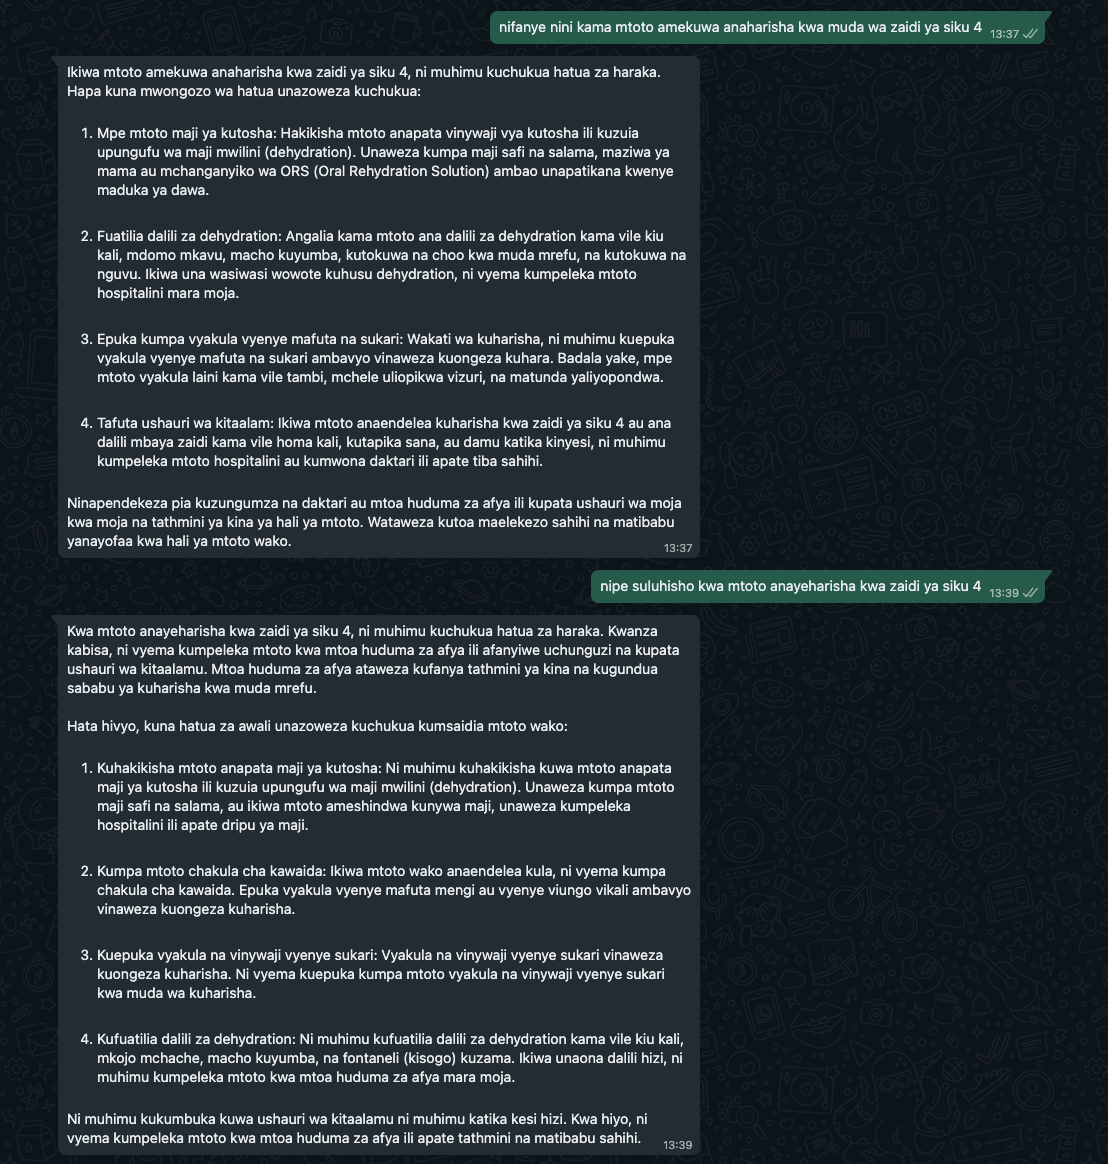 nifanye nini kama mtoto amekuwa anaharisha kwa muda wa zaidi ya siku 4 13:37
Ikiwa mtoto amekuwa anaharisha kwa zaidi ya siku 4, ni muhimu kuchukua hatua za haraka.
Hapa kuna mwongozo wa hatua unazoweza kuchukua:
1. Mpe mtoto maji ya kutosha: Hakikisha mtoto anapata vinywaji vya kutosha ili kuzuia
upungufu wa maji mwilini (dehydration). Unaweza kumpa maji safi na salama, maziwa ya
mama au mchanganyiko wa ORS (Oral Rehydration Solution) ambao unapatikana kwenye
maduka ya dawa.
2. Fuatilia dalili za dehydration: Angalia kama mtoto ana dalili za dehydration kama vile kiu
kali, mdomo mkavu, macho kuyumba, kutokuwa na choo kwa muda mrefu, na kutokuwa na
nguvu. Ikiwa una wasiwasi wowote kuhusu dehydration, ni vyema kumpeleka mtoto
hospitalini mara moja.
3. Epuka kumpa vyakula vyenye mafuta na sukari: Wakati wa kuharisha, ni muhimu kuepuka
vyakula vyenye mafuta na sukari ambavyo vinaweza kuongeza kuhara. Badala yake, mpe
mtoto vyakula laini kama vile tambi, mchele uliopikwa vizuri, na matunda yaliyopondwa.
4. Tafuta ushauri wa kitaalam: Ikiwa mtoto anaendelea kuharisha kwa zaidi ya siku 4 au ana
dalili mbaya zaidi kama vile homa kali, kutapika sana, au damu katika kinyesi, ni muhimu
kumpeleka mtoto hospitalini au kumwona daktari ili apate tiba sahihi.
Ninapendekeza pia kuzungumza na daktari au mtoa huduma za afya ili kupata ushauri wa moja
kwa moja na tathmini ya kina ya hali ya mtoto. Wataweza kutoa maelekezo sahihi na matibabu
yanayofaa kwa hali ya mtoto wako.
13:37
nipe suluhisho kwa mtoto anayeharisha kwa zaidi ya siku 4 13:39
Kwa mtoto anayeharisha kwa zaidi ya siku 4, ni muhimu kuchukua hatua za haraka. Kwanza
kabisa, ni vyema kumpeleka mtoto kwa mtoa huduma za afya ili afanyiwe uchunguzi na kupata
ushauri wa kitaalamu. Mtoa huduma za afya ataweza kufanya tathmini ya kina na kugundua
sababu ya kuharisha kwa muda mrefu.
Hata hivyo, kuna hatua za awali unazoweza kuchukua kumsaidia mtoto wako:
1. Kuhakikisha mtoto anapata maji ya kutosha: Ni muhimu kuhakikisha kuwa mtoto anapata
maji ya kutosha ili kuzuia upungufu wa maji mwilini (dehydration). Unaweza kumpa mtoto
maji safi na salama, au ikiwa mtoto ameshindwa kunywa maji, unaweza kumpeleka
hospitalini ili apate dripu ya maji.
2. Kumpa mtoto chakula cha kawaida: Ikiwa mtoto wako anaendelea kula, ni vyema kumpa
chakula cha kawaida. Epuka vyakula vyenye mafuta mengi au vyenye viungo vikali ambavyo
vinaweza kuongeza kuharisha.
3. Kuepuka vyakula na vinywaji vyenye sukari: Vyakula na vinywaji vyenye sukari vinaweza
kuongeza kuharisha. Ni vyema kuepuka kumpa mtoto vyakula na vinywaji vyenye sukari
kwa muda wa kuharisha.
4. Kufuatilia dalili za dehydration: Ni muhimu kufuatilia dalili za dehydration kama vile kiu kali,
mkojo mchache, macho kuyumba, na fontaneli (kisogo) kuzama. Ikiwa unaona dalili hizi, ni
muhimu kumpeleka mtoto kwa mtoa huduma za afya mara moja.
Ni muhimu kukumbuka kuwa ushauri wa kitaalamu ni muhimu katika kesi hizi. Kwa hiyo, ni
vyema kumpeleka mtoto kwa mtoa huduma za afya ili apate tathmini na matibabu sahihi.
13:39